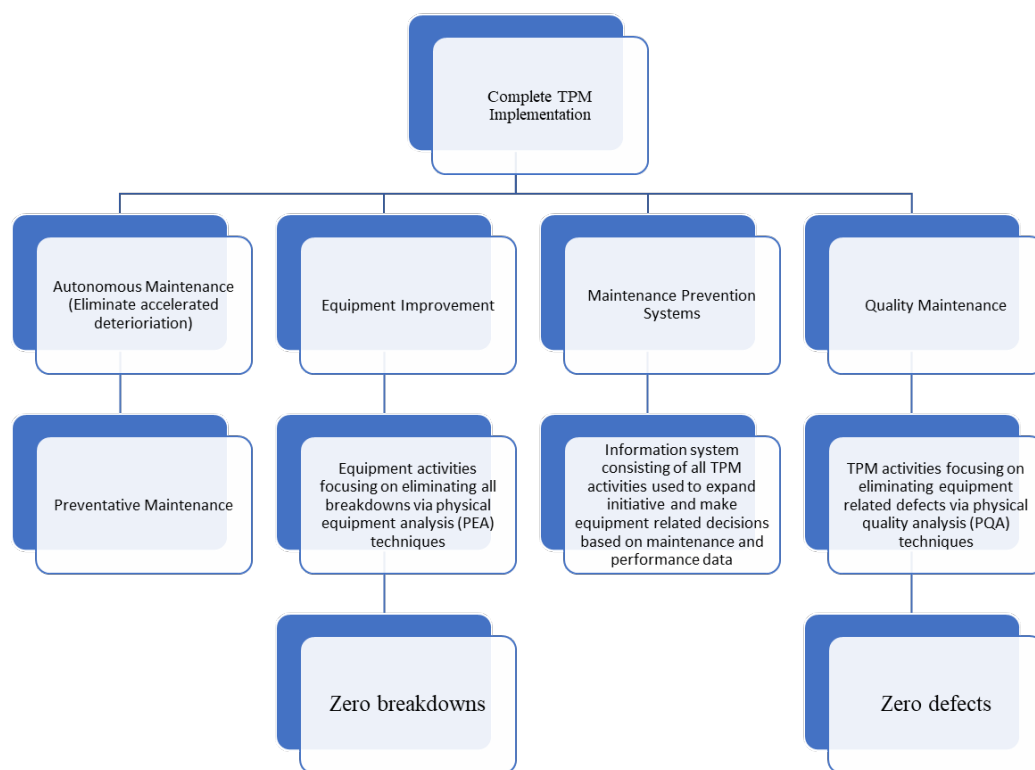 Complete TPM
Implementation
Autonomous Maintenance
(Eliminate accelerated
deterioriation)
Equipment Improvement
Maintenance Prevention
Systems
Quality Maintenance
Preventative Maintenance
Equipment activities
focusing on eliminating all
breakdowns via physical
equipment analysis (PEA)
techniques
Information system
consisting of all TPM
activities used to expand
initiative and make
equipment related decisions
based on maintenance and
performance data
TPM activities focusing on
eliminating equipment
related defects via physical
quality analysis (PQA)
techniques
Zero breakdowns
Zero defects